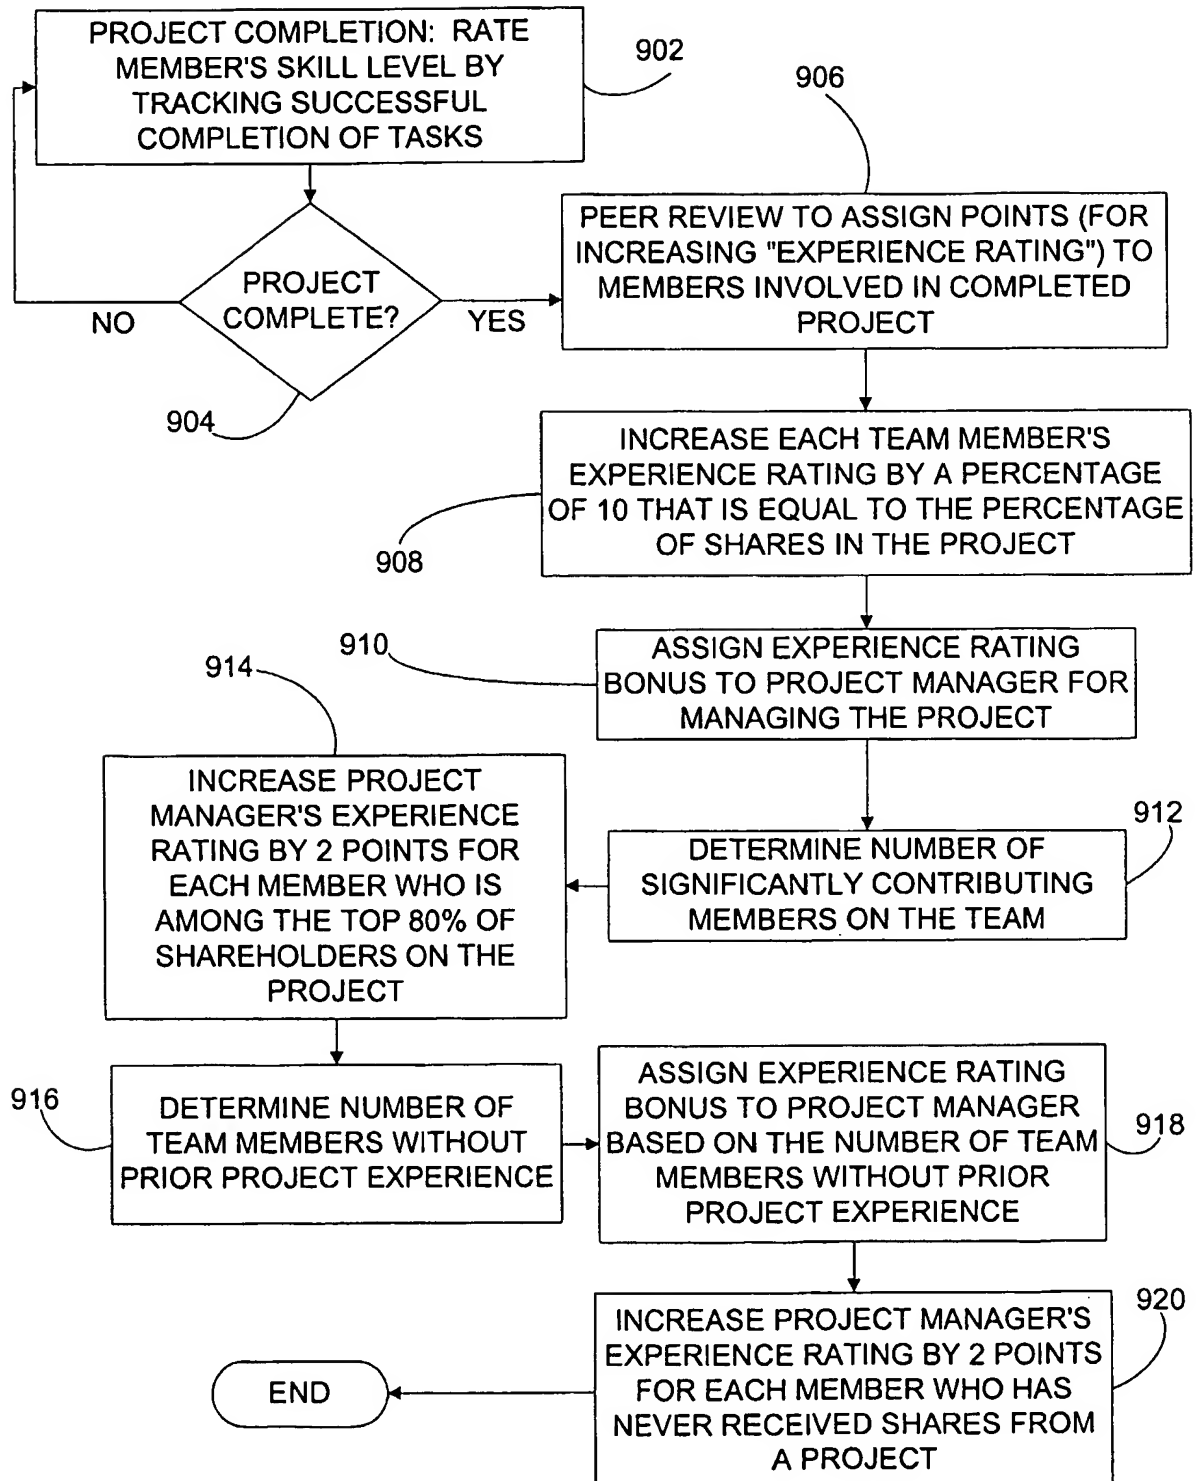 PROJECT COMPLETION: RATE
MEMBER'S SKILL LEVEL BY
TRACKING SUCCESSFUL
COMPLETION OF TASKS
902
PROJECT
COMPLETE?
NO
YES
904
906
PEER REVIEW TO ASSIGN POINTS (FOR
INCREASING "EXPERIENCE RATING") TO
MEMBERS INVOLVED IN COMPLETED
PROJECT
INCREASE EACH TEAM MEMBER'S
EXPERIENCE RATING BY A PERCENTAGE
OF 10 THAT IS EQUAL TO THE PERCENTAGE
OF SHARES IN THE PROJECT
908
910
ASSIGN EXPERIENCE RATING
BONUS TO PROJECT MANAGER FOR
MANAGING THE PROJECT
912
DETERMINE NUMBER OF
SIGNIFICANTLY CONTRIBUTING
MEMBERS ON THE TEAM
914
INCREASE PROJECT
MANAGER'S EXPERIENCE
RATING BY 2 POINTS FOR
EACH MEMBER WHO IS
AMONG THE TOP 80% OF
SHAREHOLDERS ON THE
PROJECT
916
DETERMINE NUMBER OF
TEAM MEMBERS WITHOUT
PRIOR PROJECT EXPERIENCE
ASSIGN EXPERIENCE RATING
BONUS TO PROJECT MANAGER
BASED ON THE NUMBER OF TEAM
MEMBERS WITHOUT PRIOR
PROJECT EXPERIENCE
918
920
INCREASE PROJECT MANAGER'S
EXPERIENCE RATING BY 2 POINTS
FOR EACH MEMBER WHO HAS
NEVER RECEIVED SHARES FROM
A PROJECT
END